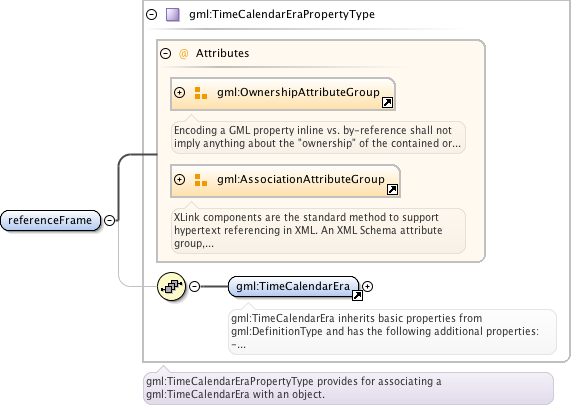 gml:TimeCalendarEraPropertyType
@ Attributes
gml:OwnershipAttributeGroup
Encoding a GML property inline vs. by-reference shall not
imply anything about the "ownership" of the contained or...
gml:AssociationAttributeGroup
XLink components are the standard method to support
hypertext referencing in XML. An XML Schema attribute
group,...
referenceFrame
gml:TimeCalendarEra
gml:TimeCalendarEra inherits basic properties from
gml:DefinitionType and has the following additional properties:
-...
gml:TimeCalendarEraPropertyType provides for associating a
gml:TimeCalendarEra with an object.